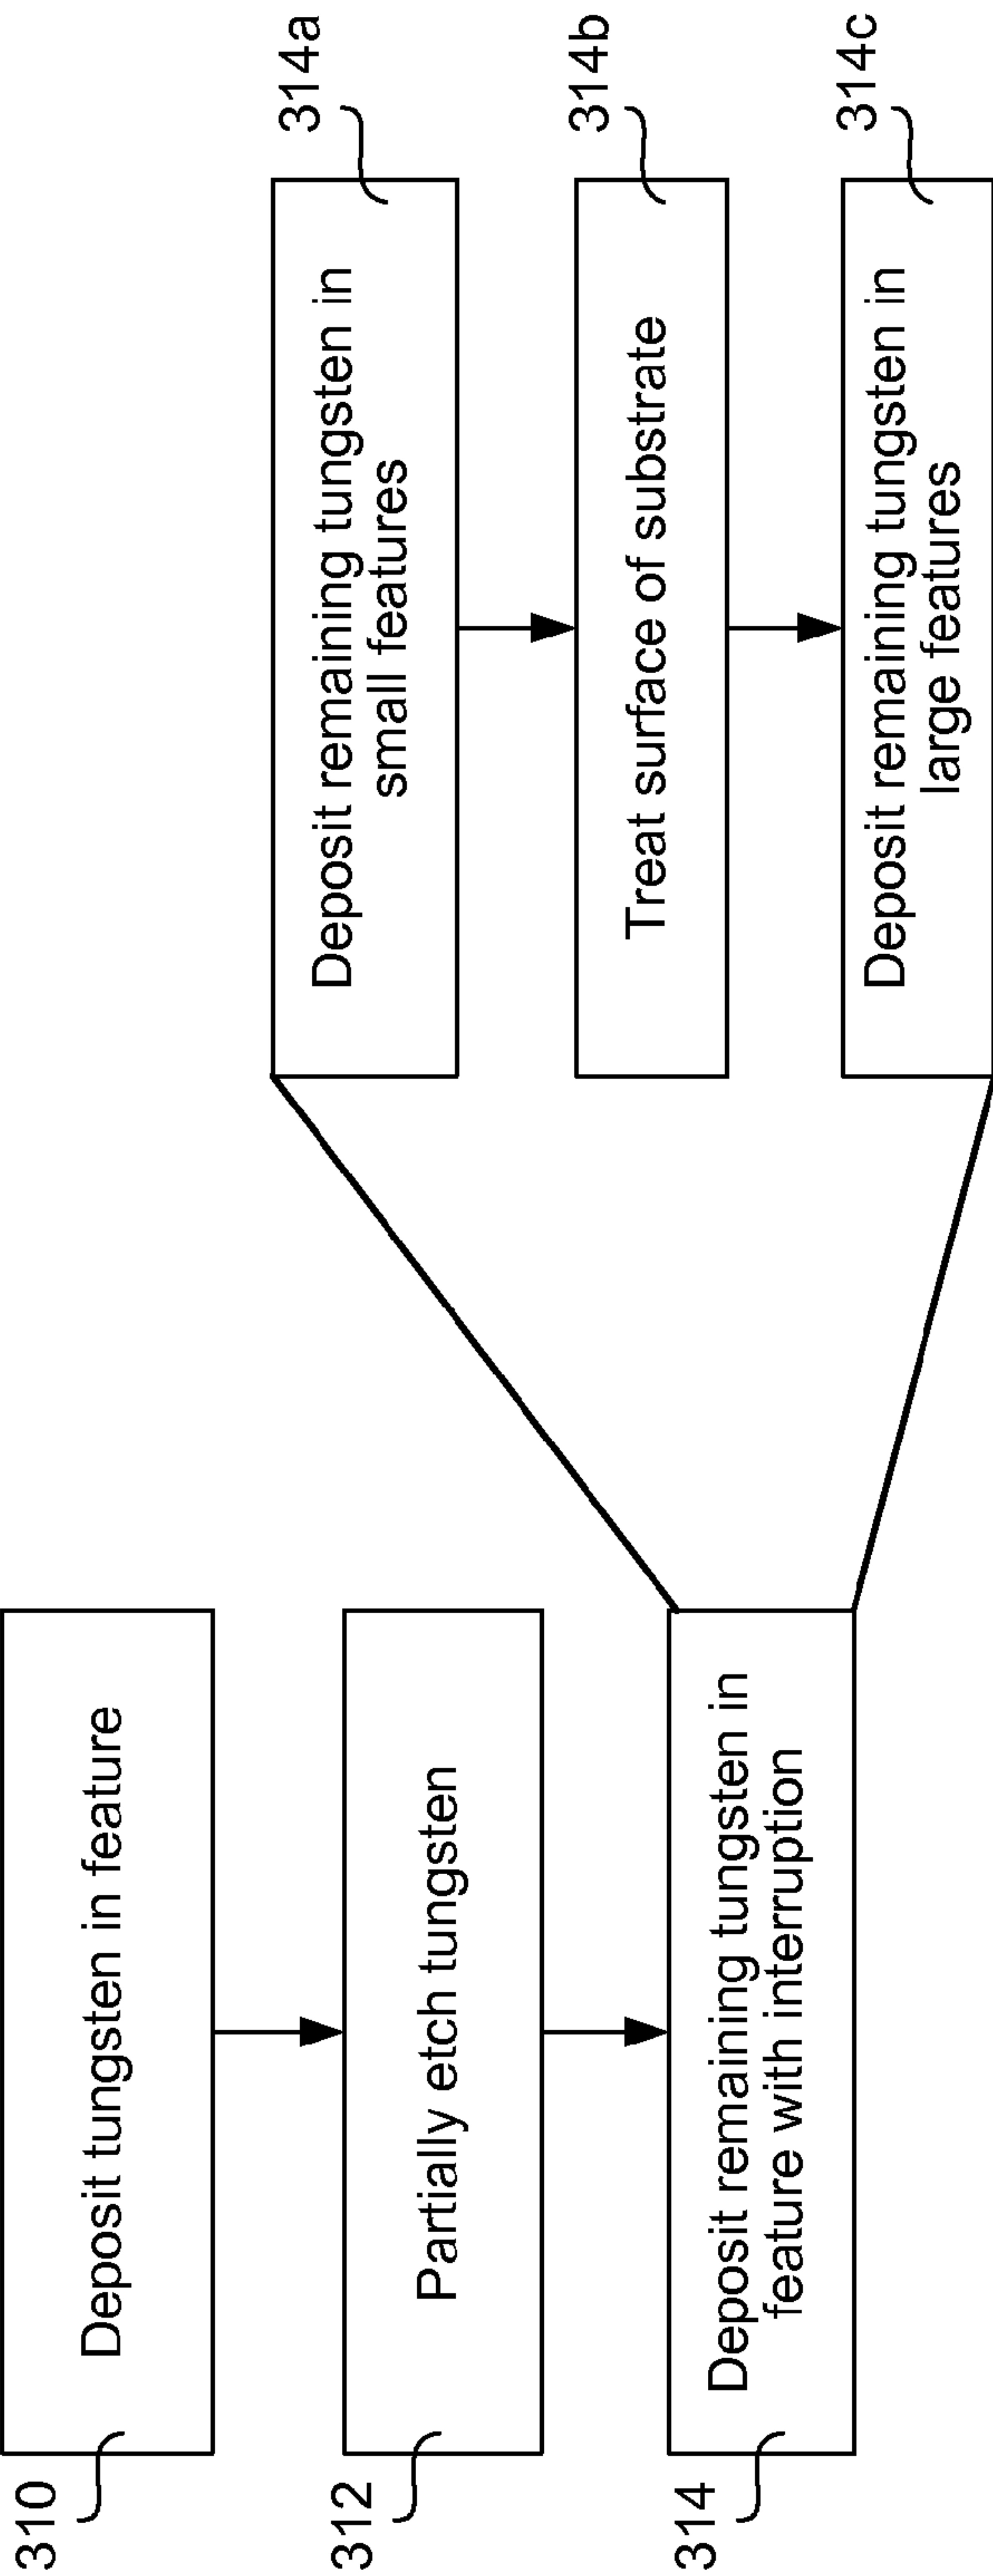 310
Deposit tungsten in feature
312
Partially etch tungsten
314
Deposit remaining tungsten in
feature with interruption
314a
Deposit remaining tungsten in
small features
314b
Treat surface of substrate
314c
Deposit remaining tungsten in
large features